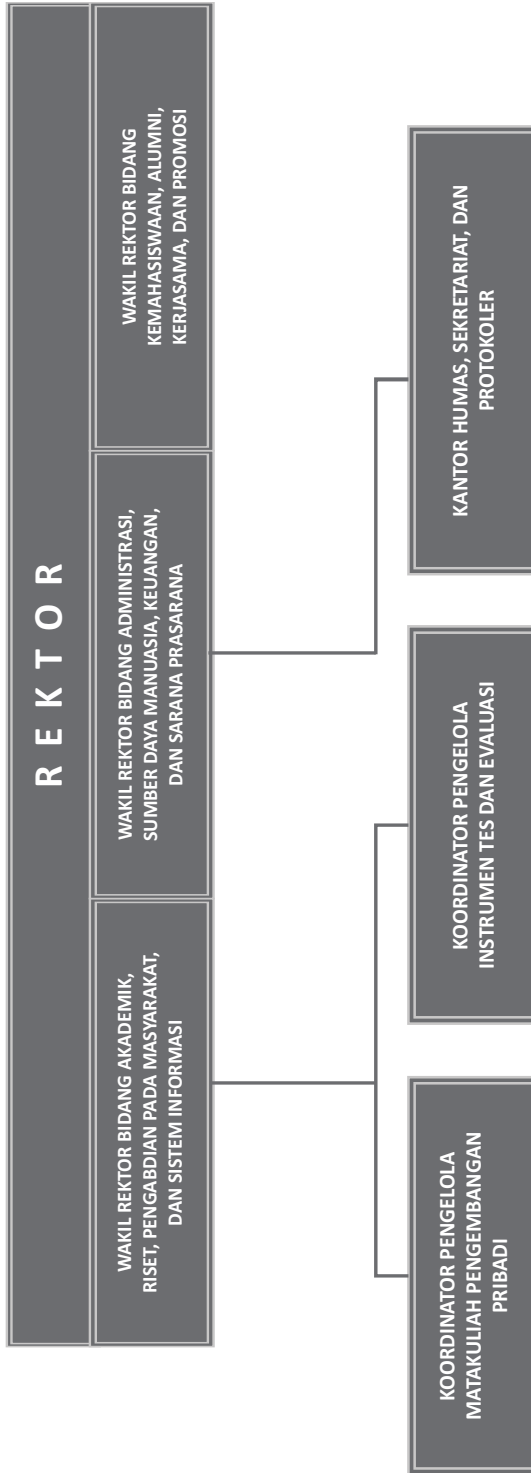 REKTOR
WAKIL REKTOR BIDANG AKADEMIK,
RISET, PENGABDIAN PADA MASYARAKAT,
DAN SISTEM INFORMASI
WAKIL REKTOR BIDANG ADMINISTRASI,
SUMBER DAYA MANUASIA, KEUANGAN,
DAN SARANA PRASARANA
WAKIL REKTOR BIDANG
KEMAHASISWAAN, ALUMNI,
KERJASAMA, DAN PROMOSI
KOORDINATOR PENGELOLA
MATAKULIAH PENGEMBANGAN
PRIBADI
KOORDINATOR PENGELOLA
INSTRUMEN TES DAN EVALUASI
KANTOR HUMAS, SEKRETARIAT, DAN
PROTOKOLER